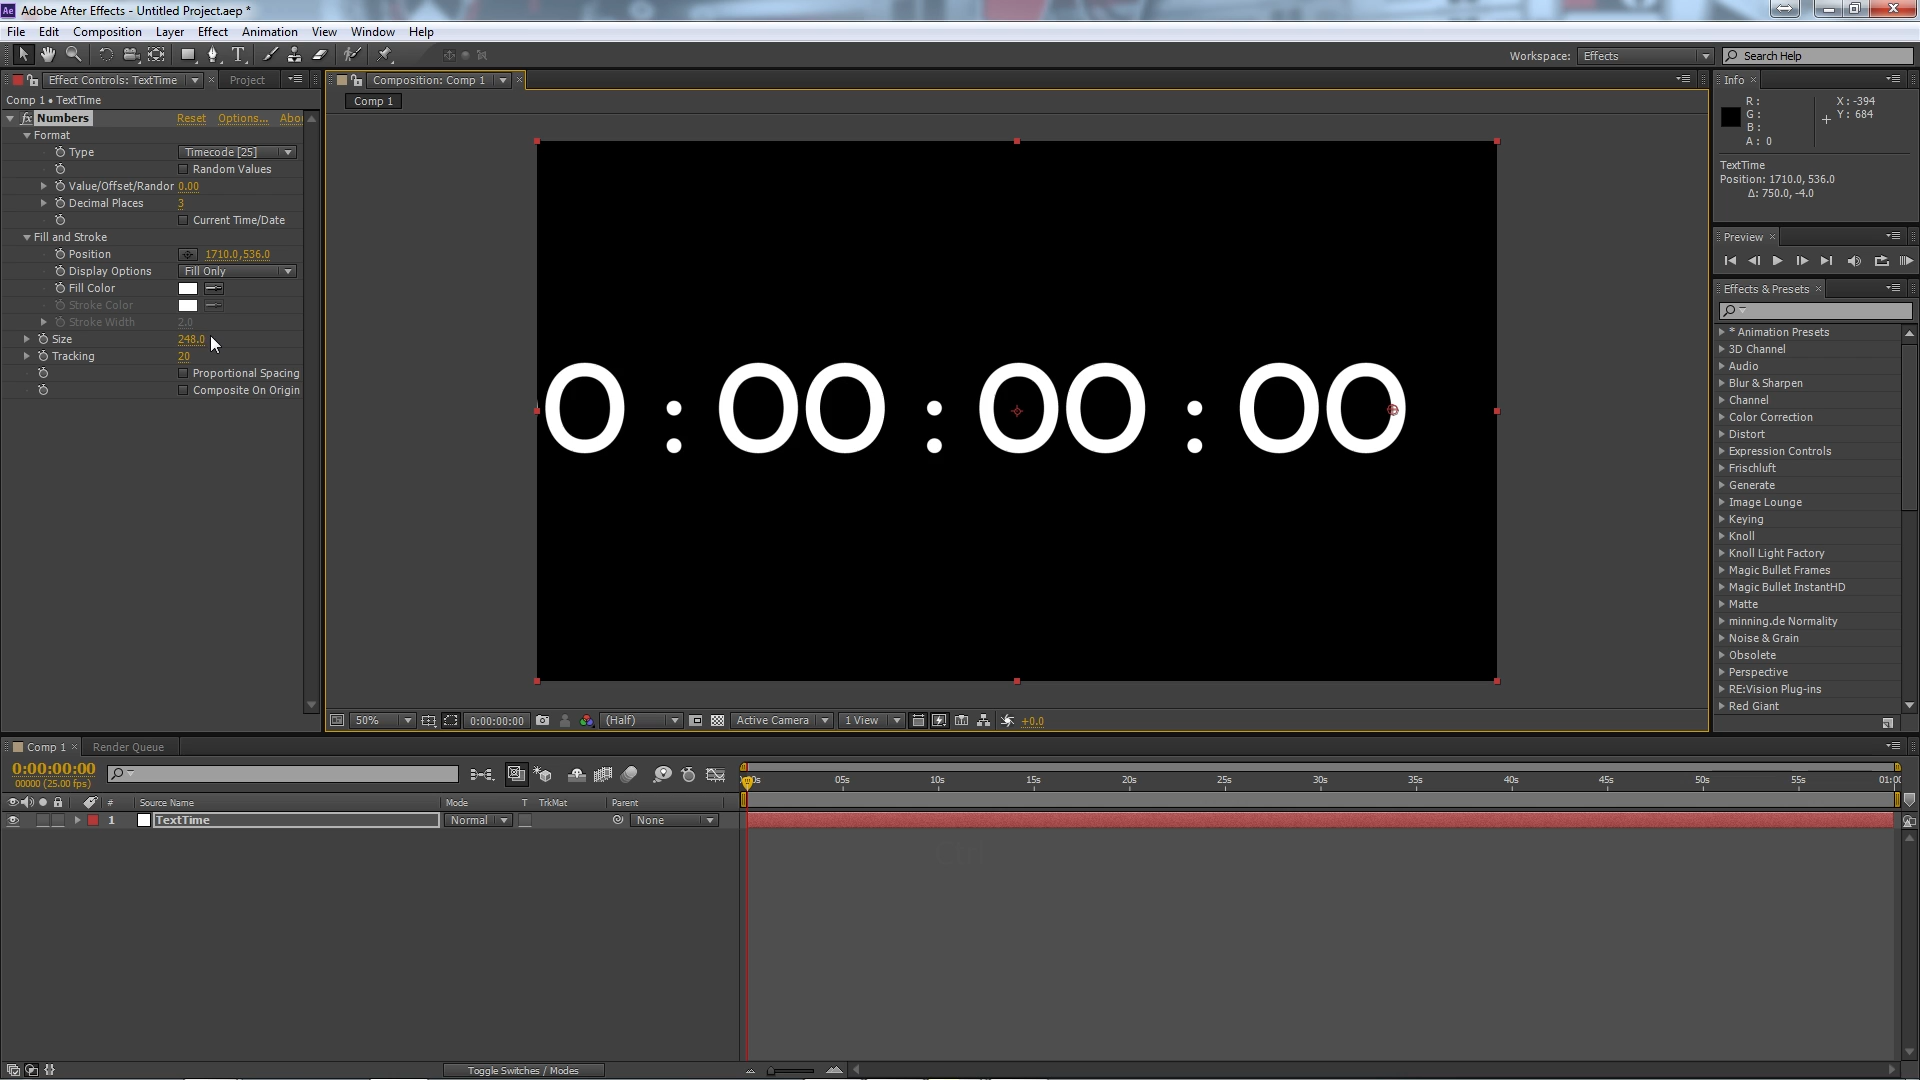 Ae Adobe After Effects - Untitled Project.aep *
File Edit Composition Layer Effect Animation View Window Help
Workspace: Effects Search Help
Effect Controls: TextTime Project
Comp 1 • TextTime
fx Numbers Reset Options... Abou
Format
Type Timecode [25]
Random Values
Value/Offset/Randor 0.00
Decimal Places 3
Current Time/Date
Fill and Stroke
Position 1710.0,536.0
Display Options Fill Only
Fill Color
Stroke Color
Stroke Width 2.0
Size 248.0
Tracking 20
Proportional Spacing
Composite On Origin
Composition: Comp 1
Comp 1
0:00:00:00
50% 0:00:00:00 (Half) Active Camera 1 View +0.0
Info
R :
G :
B :
A : 0
X : -394
Y : 684
TextTime
Position: 1710.0, 536.0
Δ: 750.0, -4.0
Preview
Effects & Presets
* Animation Presets
3D Channel
Audio
Blur & Sharpen
Channel
Color Correction
Distort
Expression Controls
Frischluft
Generate
Image Lounge
Keying
Knoll
Knoll Light Factory
Magic Bullet Frames
Magic Bullet InstantHD
Matte
minning.de Normality
Noise & Grain
Obsolete
Perspective
RE:Vision Plug-ins
Red Giant
Comp 1 Render Queue
0:00:00:00
00000 (25.00 fps)
05s 10s 15s 20s 25s 30s 35s 40s 45s 50s 55s
# Source Name Mode T TrkMat Parent
1 TextTime Normal None
Ctrl
Toggle Switches / Modes